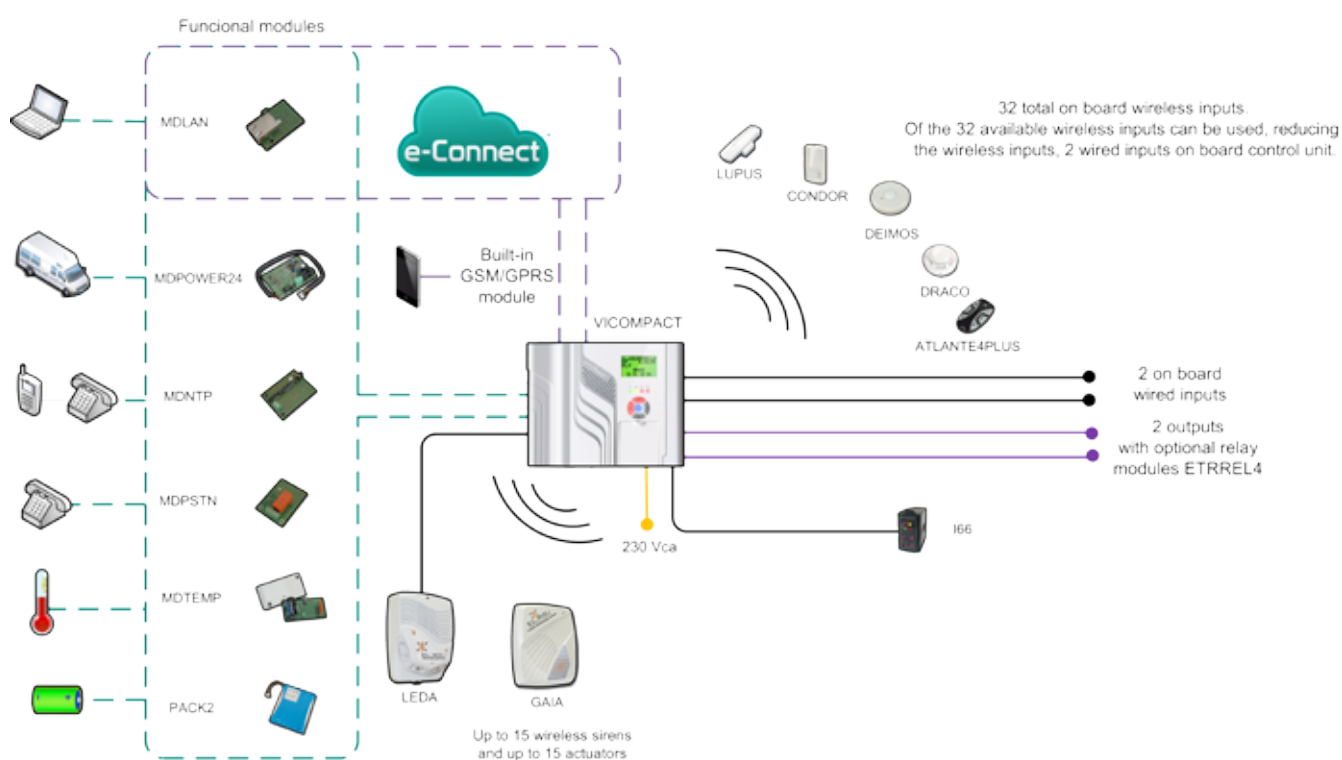 Funcional modules
MDLAN
e-Connect
32 total on board wireless inputs.
Of the 32 available wireless inputs can be used, reducing
the wireless inputs, 2 wired inputs on board control unit.
LUPUS
CONDOR
DEIMOS
DRACO
ATLANTE4PLUS
MDPOWER24
Built-in
GSM/GPRS
module
VICOMPACT
MDNTP
2 on board
wired inputs
2 outputs
with optional relay
modules ETRREL4
MDPSTN
230 Vca
I66
MDTEMP
LEDA
GAIA
PACK2
Up to 15 wireless sirens
and up to 15 actuators